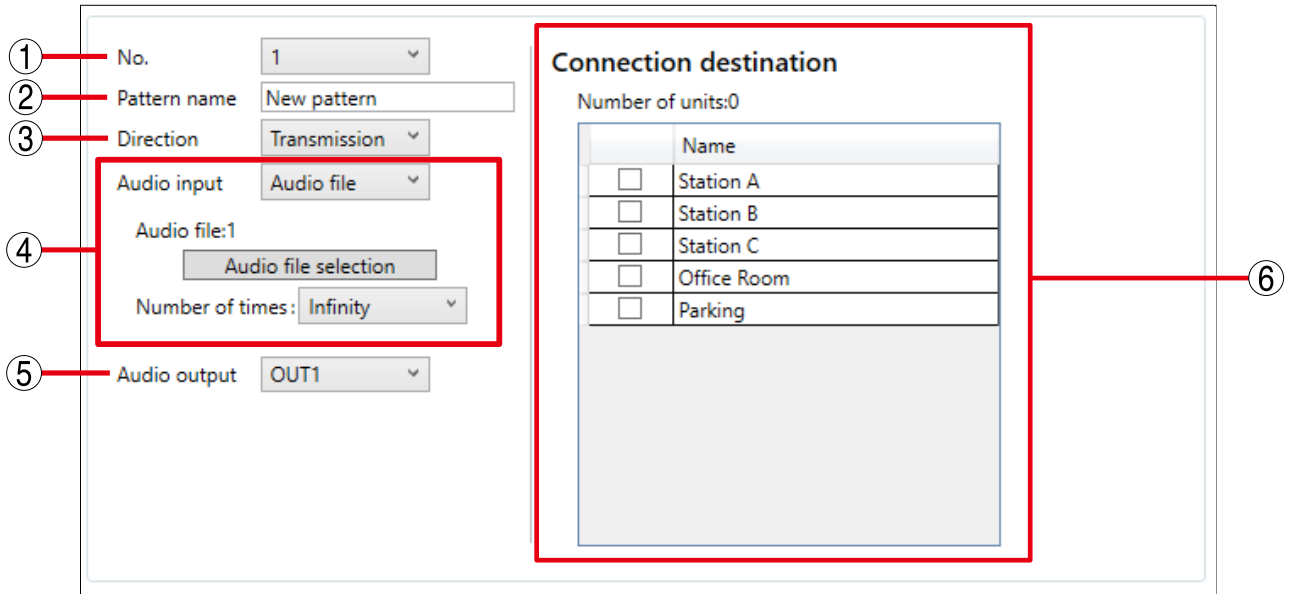 ① No. 1
② Pattern name New pattern
③ Direction Transmission
④ Audio input Audio file
Audio file:1
Audio file selection
Number of times: Infinity
⑤ Audio output OUT1
Connection destination
Number of units:0
Name
Station A
Station B
Station C
Office Room
Parking
⑥